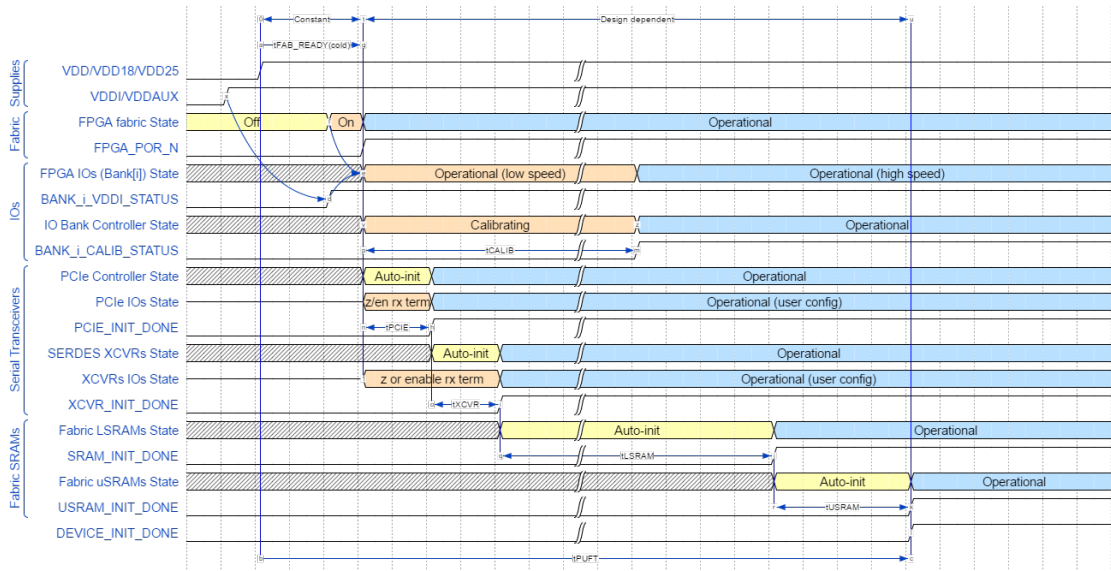 Constant
Design dependent
tFAB_READY(cold)
Supplies
VDD/VDD18/VDD25
VDDI/VDDAUX
Fabric
FPGA fabric State
Off
On
Operational
FPGA_POR_N
IOs
FPGA IOs (Bank[i]) State
Operational (low speed)
Operational (high speed)
BANK_i_VDDI_STATUS
IO Bank Controller State
Calibrating
Operational
BANK_i_CALIB_STATUS
tCALIB
Serial Transceivers
PCIe Controller State
Auto-init
Operational
PCIe IOs State
z/en rx term
Operational (user config)
PCIE_INIT_DONE
tPCIE
SERDES XCVRs State
Auto-init
Operational
XCVRs IOs State
z or enable rx term
Operational (user config)
XCVR_INIT_DONE
tXCVR
Fabric SRAMs
Fabric LSRAMs State
Auto-init
Operational
SRAM_INIT_DONE
tLSRAM
Fabric uSRAMs State
Auto-init
Operational
USRAM_INIT_DONE
tUSRAM
DEVICE_INIT_DONE
tPUFT